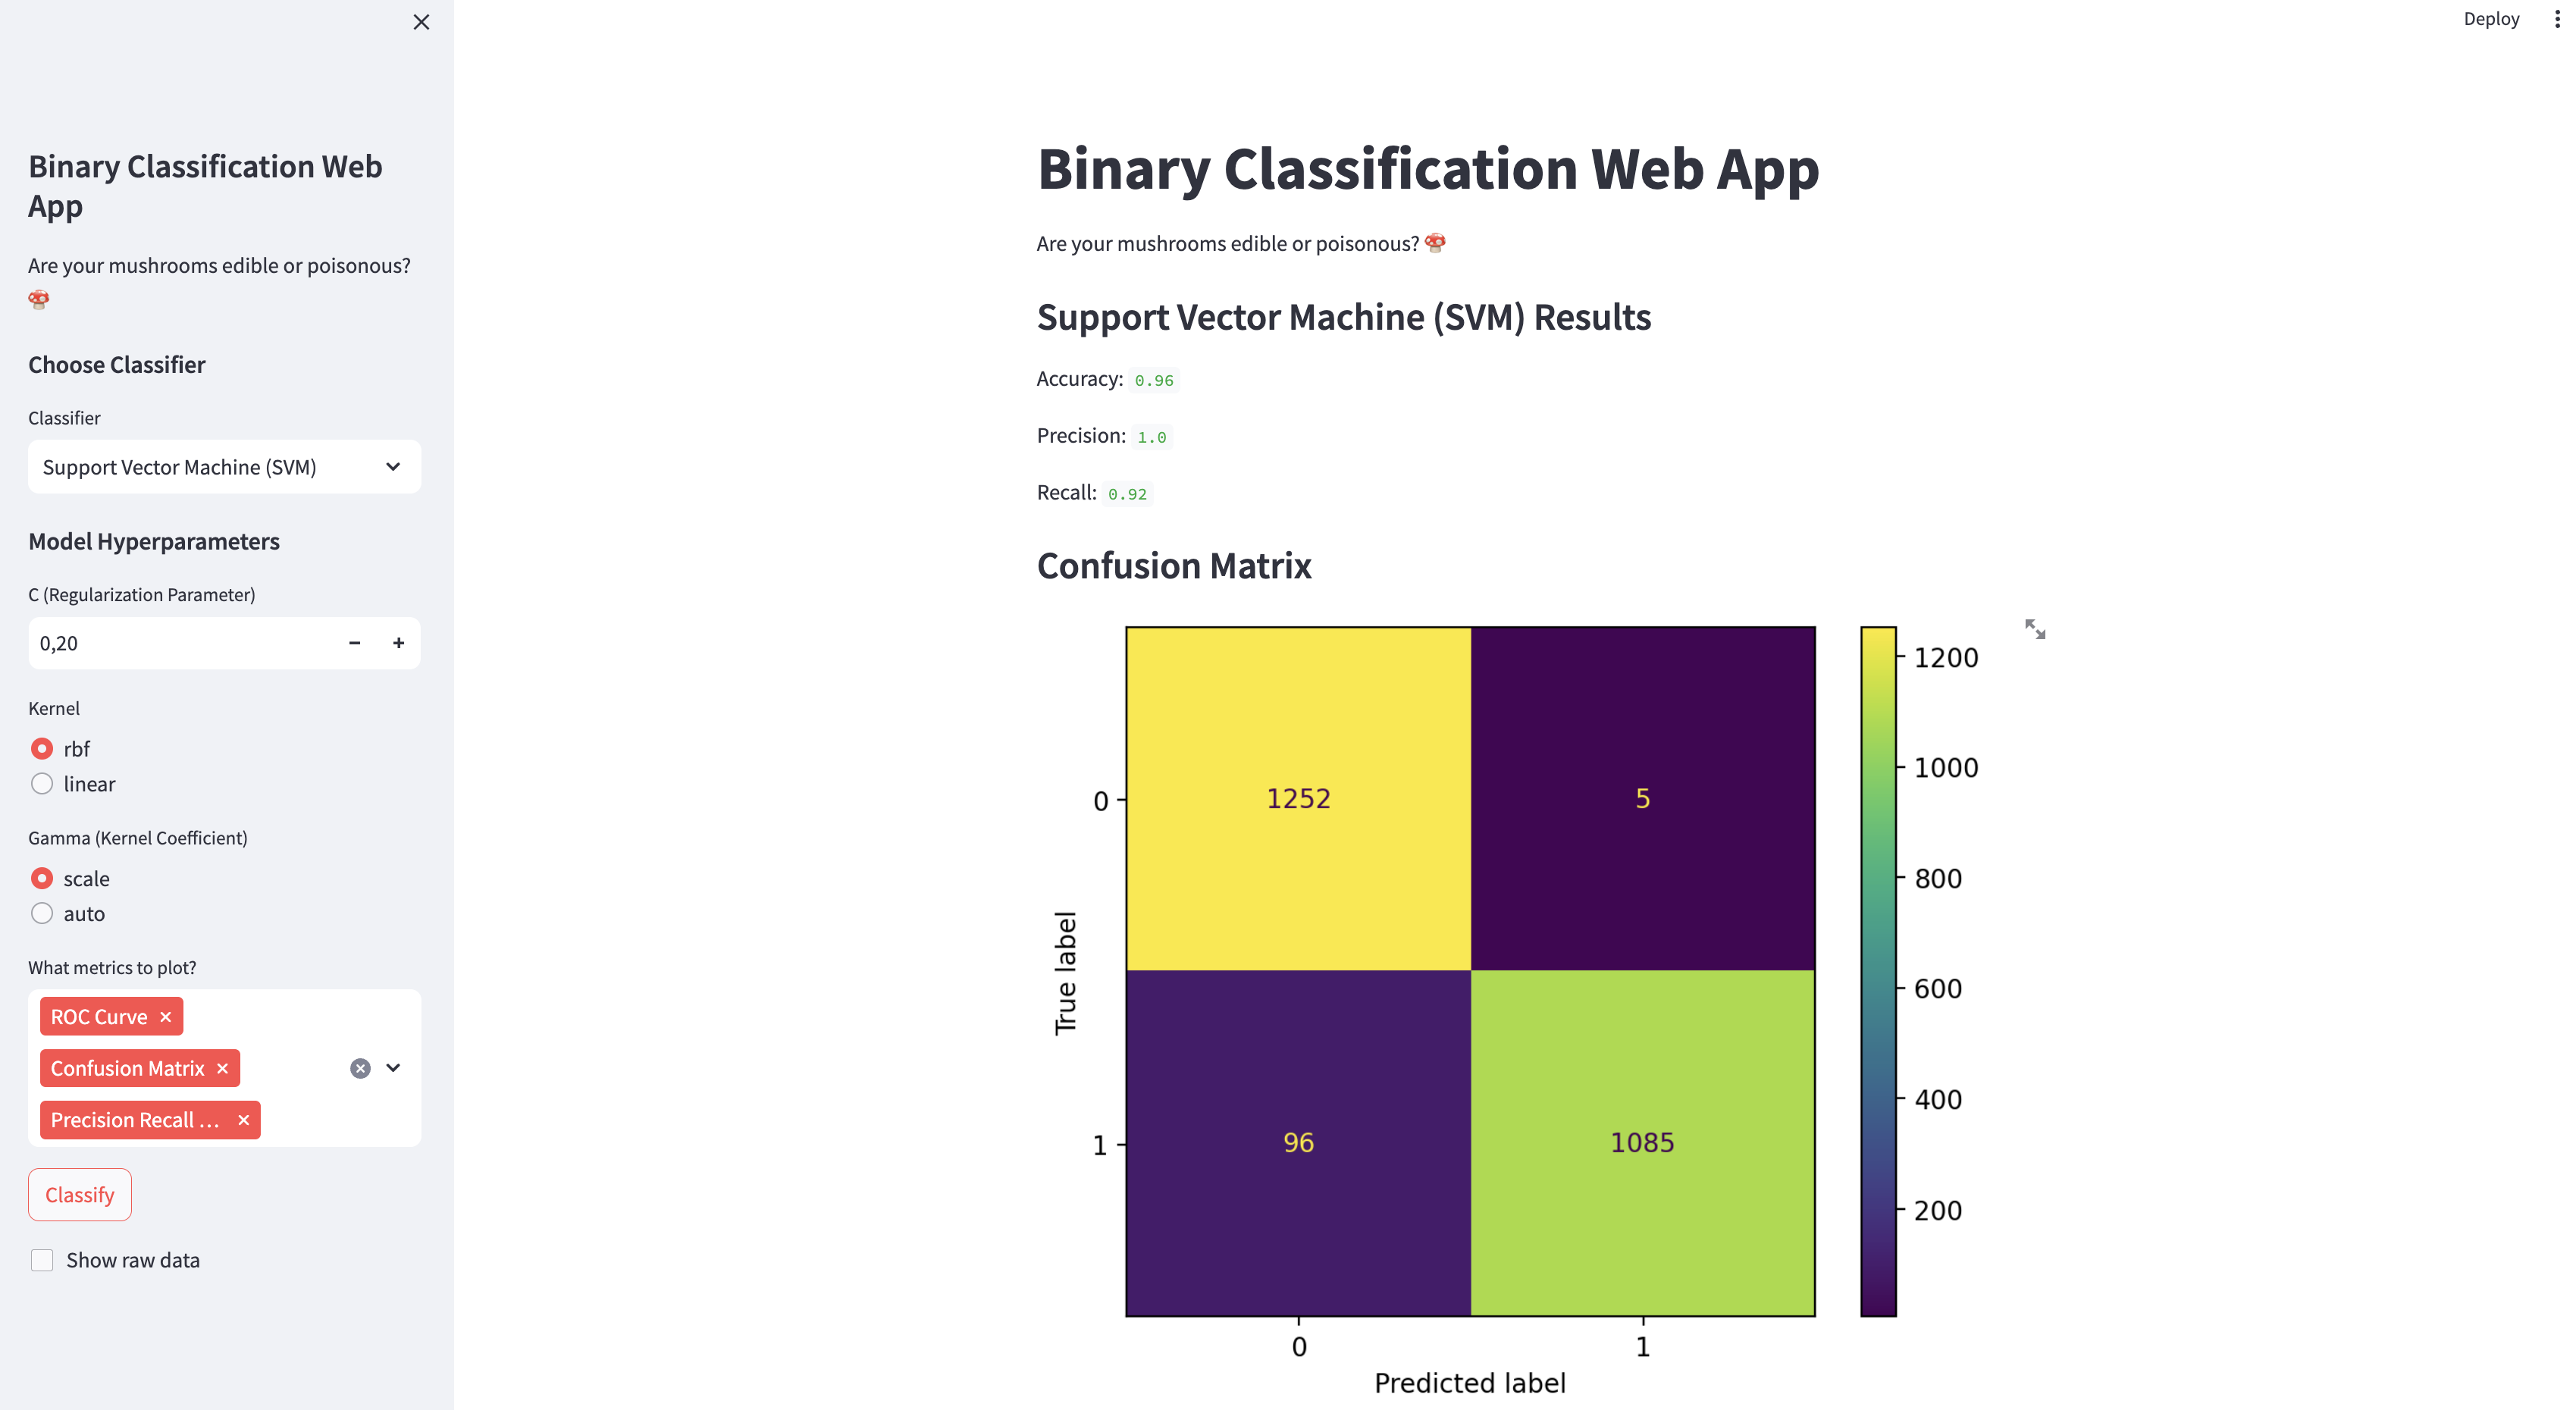 Deploy
Binary Classification Web
App
Are your mushrooms edible or poisonous?
🍄
Choose Classifier
Classifier
Support Vector Machine (SVM)
Model Hyperparameters
C (Regularization Parameter)
0,20
Kernel
rbf
linear
Gamma (Kernel Coefficient)
scale
auto
What metrics to plot?
ROC Curve
Confusion Matrix
Precision Recall ...
Classify
Show raw data
Binary Classification Web App
Are your mushrooms edible or poisonous? 🍄
Support Vector Machine (SVM) Results
Accuracy: 0.96
Precision: 1.0
Recall: 0.92
Confusion Matrix
True label
0
1
1252
5
96
1085
0
1
Predicted label
1200
1000
800
600
400
200